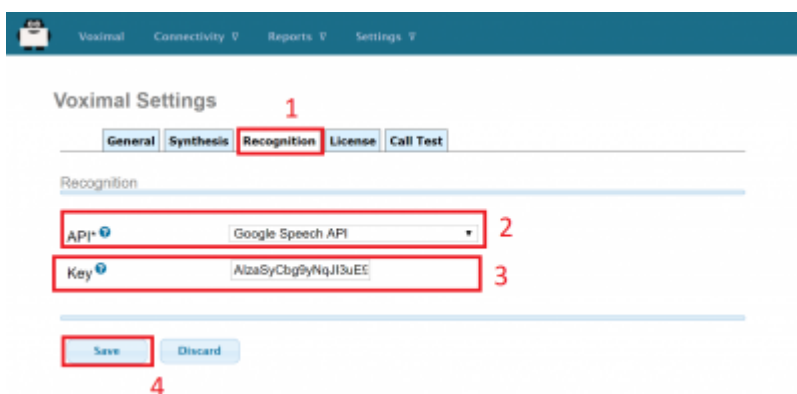 Voximal Connectivity ∇ Reports ∇ Settings ∇
Voximal Settings
1
General Synthesis Recognition License Call Test
Recognition
API* Google Speech API 2
Key 3
Save Discard
4